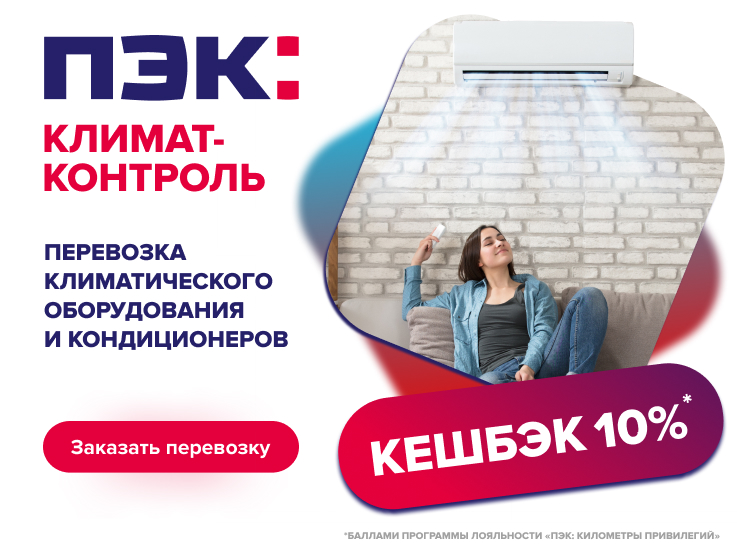 ПЭК:
КЛИМАТ-
КОНТРОЛЬ
ПЕРЕВОЗКА
КЛИМАТИЧЕСКОГО
ОБОРУДОВАНИЯ
И КОНДИЦИОНЕРОВ
Заказать перевозку
КЕШБЭК 10%*
*БАЛЛАМИ ПРОГРАММЫ ЛОЯЛЬНОСТИ «ПЭК: КИЛОМЕТРЫ ПРИВИЛЕГИЙ»